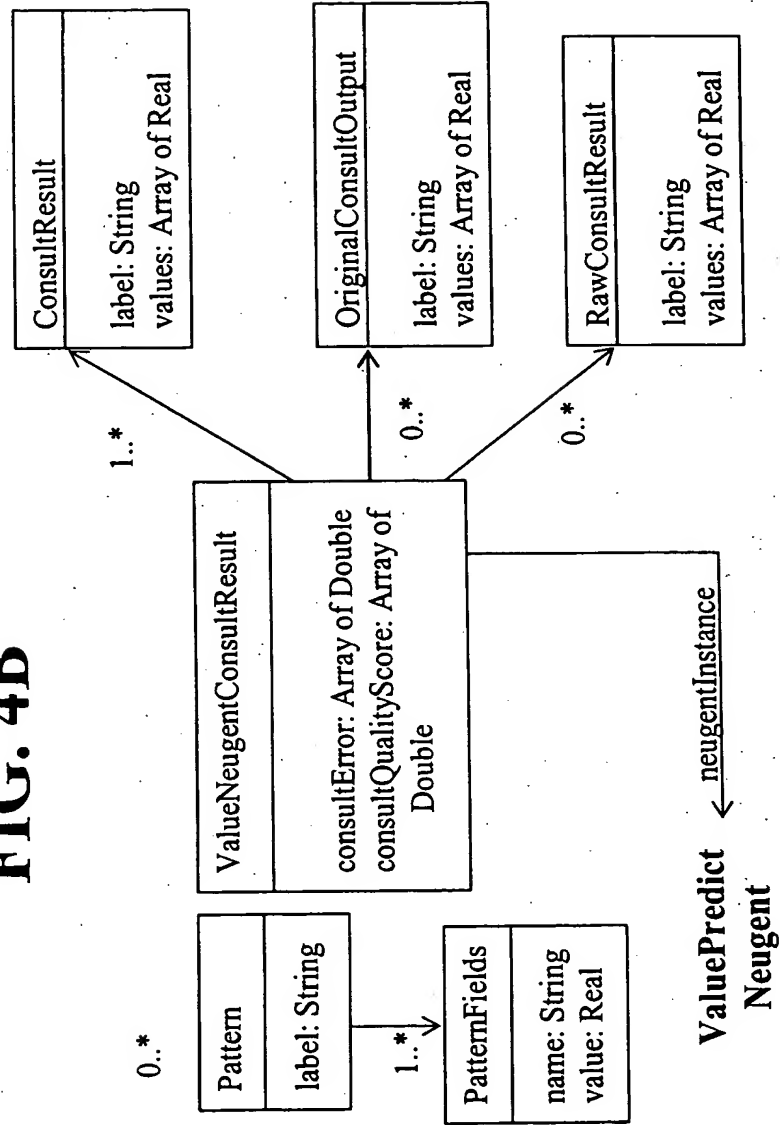 FIG. 4B
0..*
Pattern
label: String
1..*
PatternFields
name: String
value: Real
ValueNeugentConsultResult
consultError: Array of Double
consultQualityScore: Array of
Double
1..*
ConsultResult
label: String
values: Array of Real
0..*
OriginalConsultOutput
label: String
values: Array of Real
0..*
RawConsultResult
label: String
values: Array of Real
neugentInstance
ValuePredict
Neugent